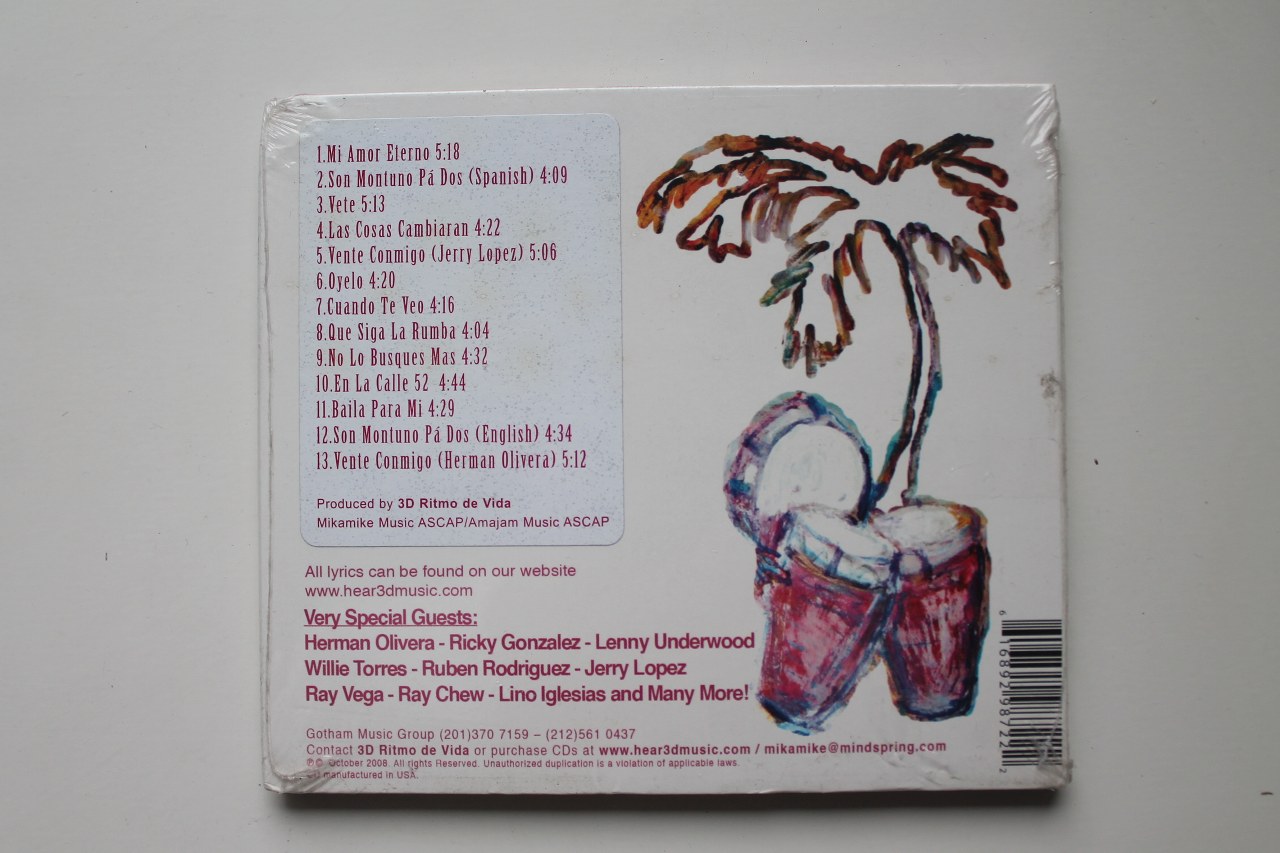 1.Mi Amor Eterno 5:18
2.Son Montuno Pá Dos (Spanish) 4:09
3.Vete 5:13
4.Las Cosas Cambiaran 4:22
5.Vente Conmigo (Jerry Lopez) 5:06
6.Oyelo 4:20
7.Cuando Te Veo 4:16
8.Que Siga La Rumba 4:04
9.No Lo Busques Mas 4:32
10.En La Calle 52 4:44
11.Baila Para Mi 4:29
12.Son Montuno Pá Dos (English) 4:34
13.Vente Conmigo (Herman Olivera) 5:12
Produced by 3D Ritmo de Vida
Mikamike Music ASCAP/Amajam Music ASCAP
All lyrics can be found on our website
www.hear3dmusic.com
Very Special Guests:
Herman Olivera - Ricky Gonzalez - Lenny Underwood
Willie Torres - Ruben Rodriguez - Jerry Lopez
Ray Vega - Ray Chew - Lino Iglesias and Many More!
Gotham Music Group (201)370 7159 – (212)561 0437
Contact 3D Ritmo de Vida or purchase CDs at www.hear3dmusic.com / mikamike@mindspring.com
℗© October 2008. All rights Reserved. Unauthorized duplication is a violation of applicable laws.
manufactured in USA.
6 16892 98722 2